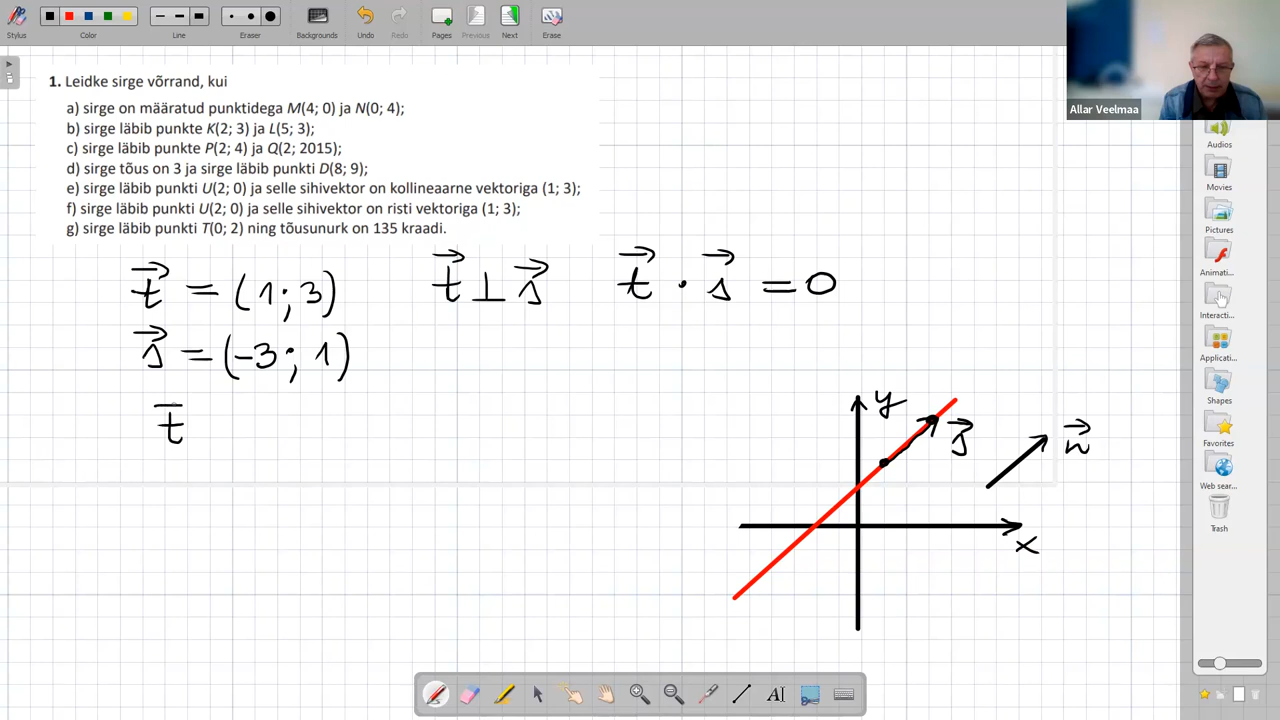 Stylus Color Line Eraser Backgrounds Undo Redo Pages Previous Next Erase
Allar Veelmaa
1. Leidke sirge võrrand, kui
a) sirge on määratud punktidega M(4; 0) ja N(0; 4);
b) sirge läbib punkte K(2; 3) ja L(5; 3);
c) sirge läbib punkte P(2; 4) ja Q(2; 2015);
d) sirge tõus on 3 ja sirge läbib punkti D(8; 9);
e) sirge läbib punkti U(2; 0) ja selle sihivektor on kollineaarne vektoriga (1; 3);
f) sirge läbib punkti U(2; 0) ja selle sihivektor on risti vektoriga (1; 3);
g) sirge läbib punkti T(0; 2) ning tõusunurk on 135 kraadi.
t⃗ = (1; 3) t⃗ ⊥ s⃗ t⃗ · s⃗ = 0
s⃗ = (-3; 1)
t̅
y
s⃗
n⃗
x
Audios
Movies
Pictures
Animati...
Interacti...
Applicati...
Shapes
Favorites
Web sear...
Trash
A